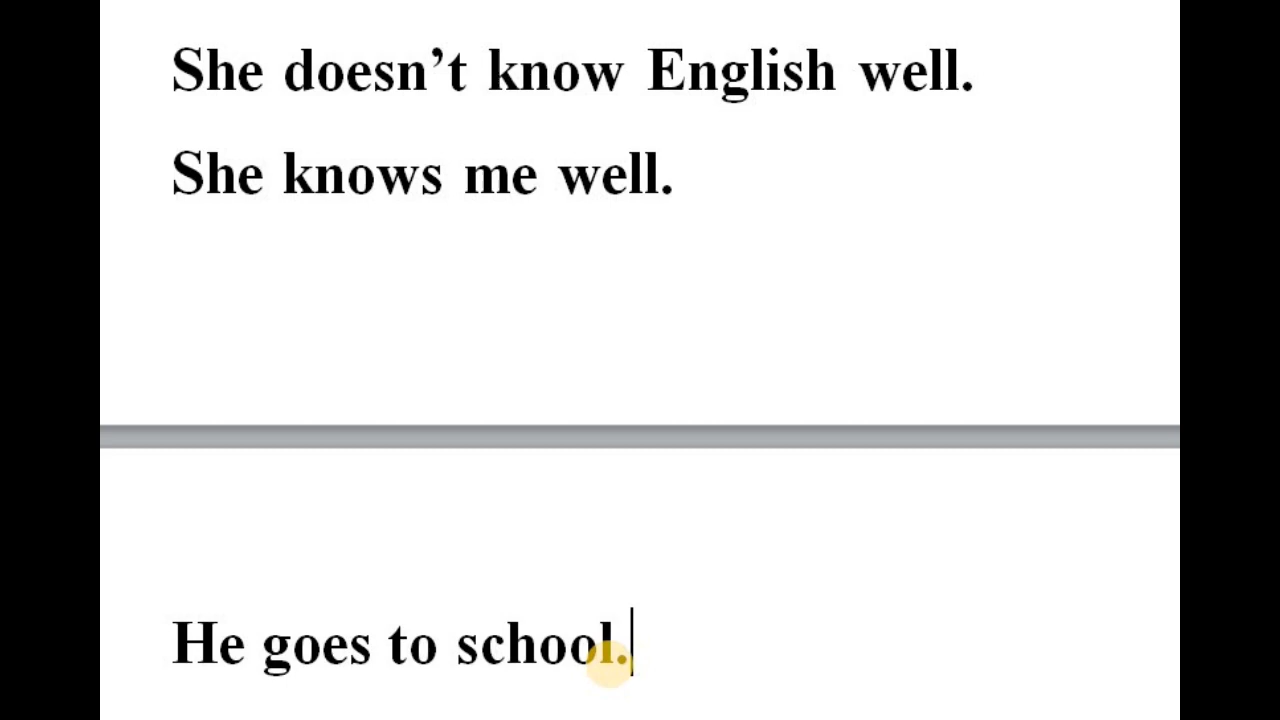 She doesn’t know English well.
She knows me well.
He goes to school.